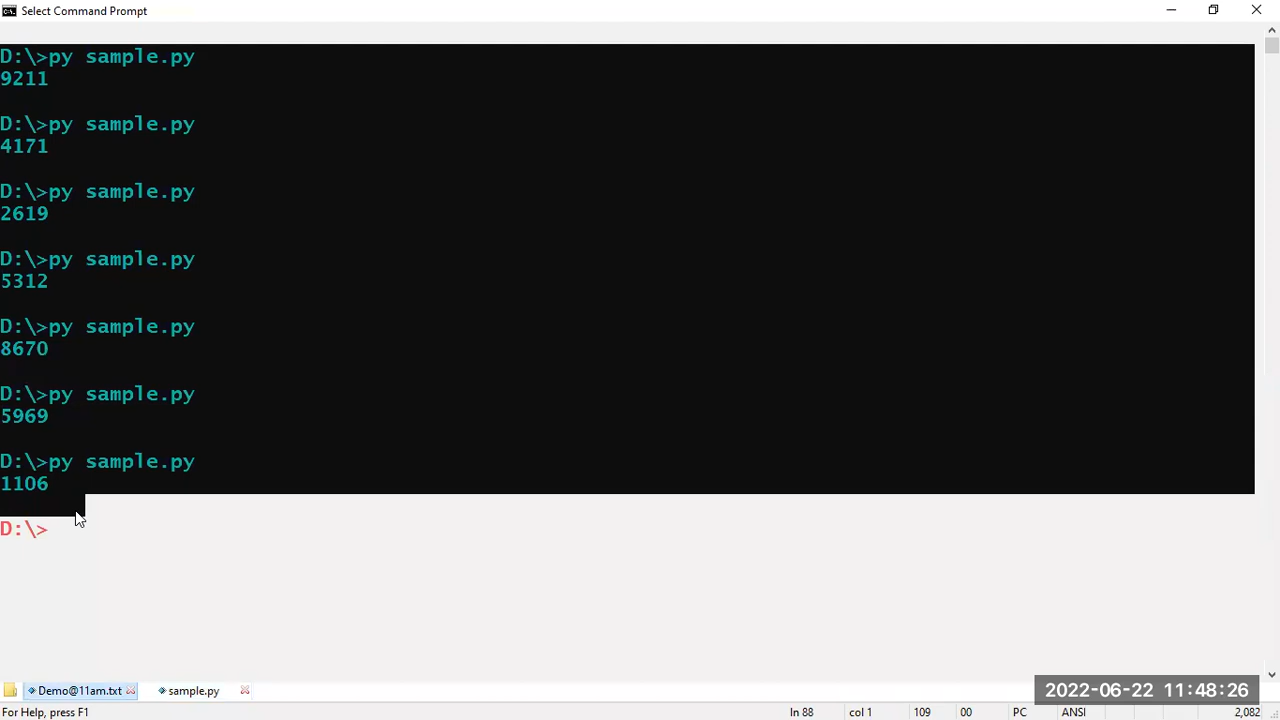 Select Command Prompt
D:\>py sample.py
9211
D:\>py sample.py
4171
D:\>py sample.py
2619
D:\>py sample.py
5312
D:\>py sample.py
8670
D:\>py sample.py
5969
D:\>py sample.py
1106
D:\>
Demo@11am.txt sample.py
2022-06-22 11:48:26
For Help, press F1 ln 88 col 1 109 00 PC ANSI 2,082